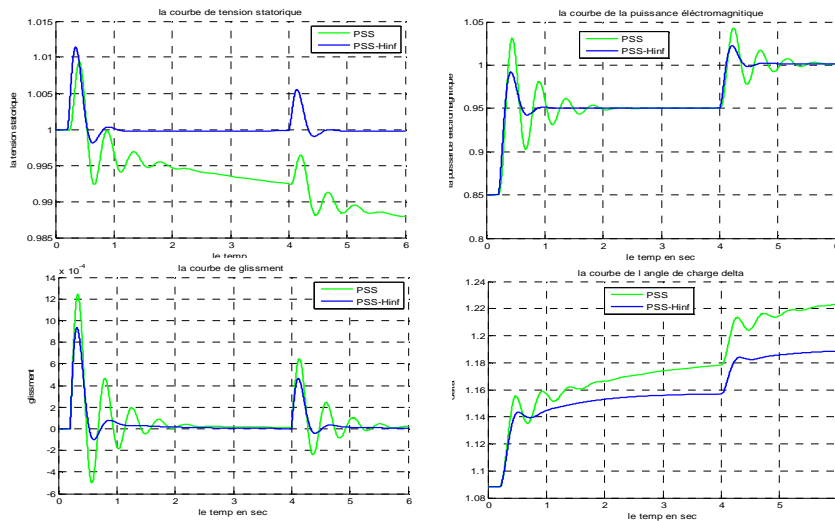 la courbe de tension statorique
1.015
1.01
1.005
1
0.995
0.99
0.985
la tension statorique
PSS
PSS-Hinf
0 1 2 3 4 5 6
le temp
la courbe de la puissance éléctromagnitique
1.05
1
0.95
0.9
0.85
0.8
PSS
PSS-Hinf
0 1 2 3 4 5 6
le temp en sec
la courbe de glissment
x 10-4
14
12
10
8
6
4
2
0
-2
-4
-6
glissment
PSS
PSS-Hinf
0 1 2 3 4 5 6
le temp en sec
la courbe de l angle de charge delta
1.24
1.22
1.2
1.18
1.16
1.14
1.12
1.1
1.08
PSS
PSS-Hinf
0 1 2 3 4 5 6
le temp en sec